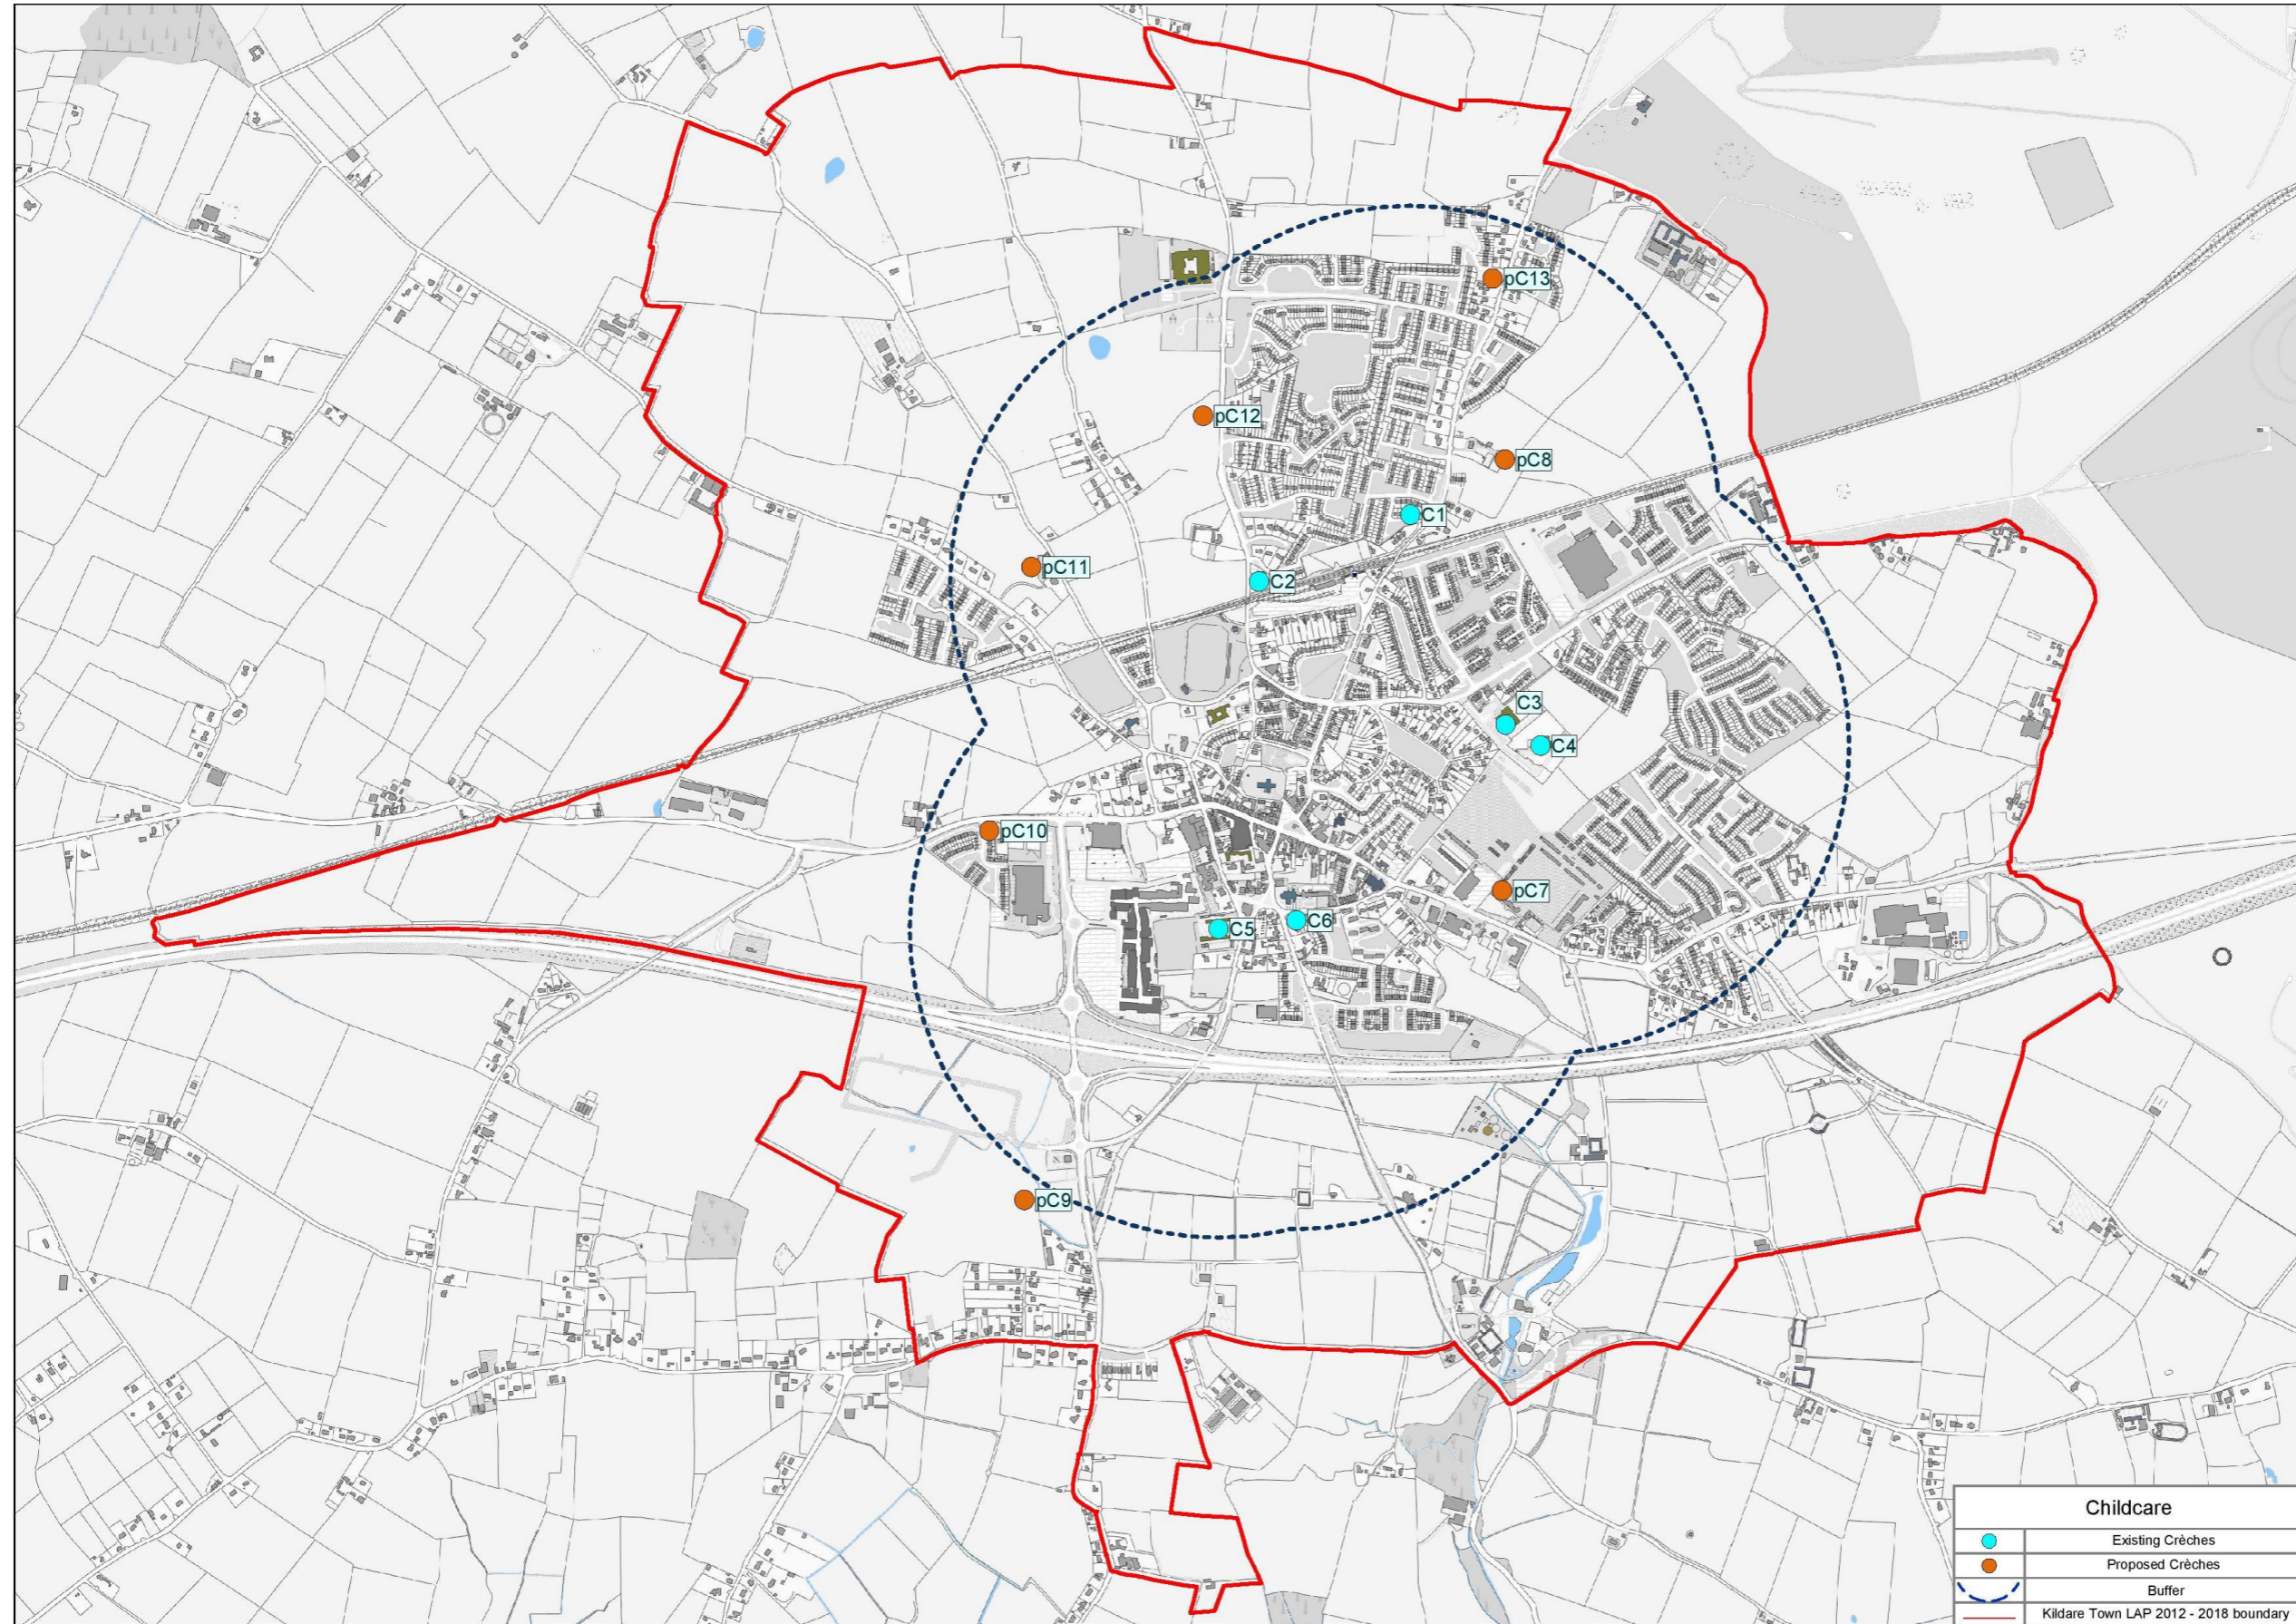 pC13
pC12
pC8
C1
pC11
C2
C3
C4
pC10
pC7
C6
C5
pC9
Childcare
Existing Crèches
Proposed Crèches
Buffer
Kildare Town LAP 2012 - 2018 boundary